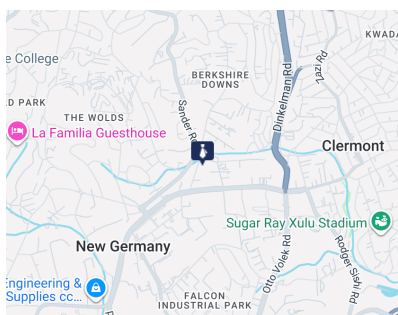 KWADA
e College
BERKSHIRE
DOWNS
Dinkelman Rd
Zazi Rd
D PARK
THE WOLDS
Sander R
La Familia Guesthouse
Clermont
Sugar Ray Xulu Stadium
New Germany
Otto Volek Rd
Rodger Sishi Rd
Engineering &
Supplies cc...
FALCON
INDUSTRIAL PARK